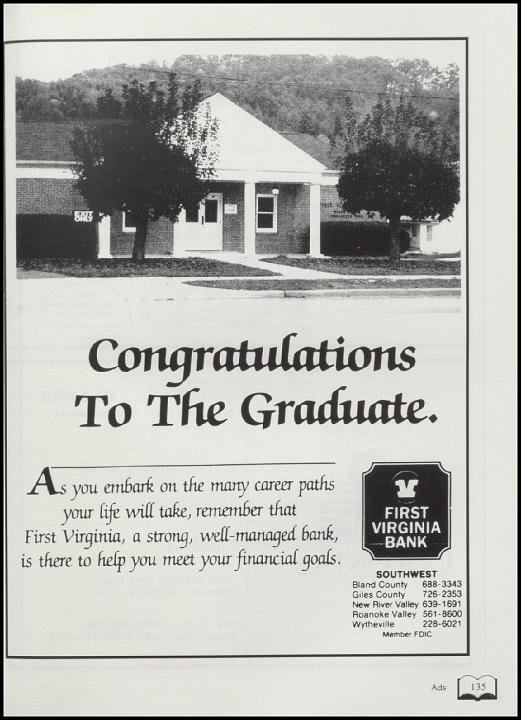 EXIT
ONLY
Congratulations
To The Graduate.
As you embark on the many career paths
your life will take, remember that
First Virginia, a strong, well-managed bank,
is there to help you meet your financial goals.
FIRST
VIRGINIA
BANK
SOUTHWEST
Bland County 688-3343
Giles County 726-2353
New River Valley 639-1691
Roanoke Valley 561-8600
Wytheville 228-6021
Member FDIC
Ads 135